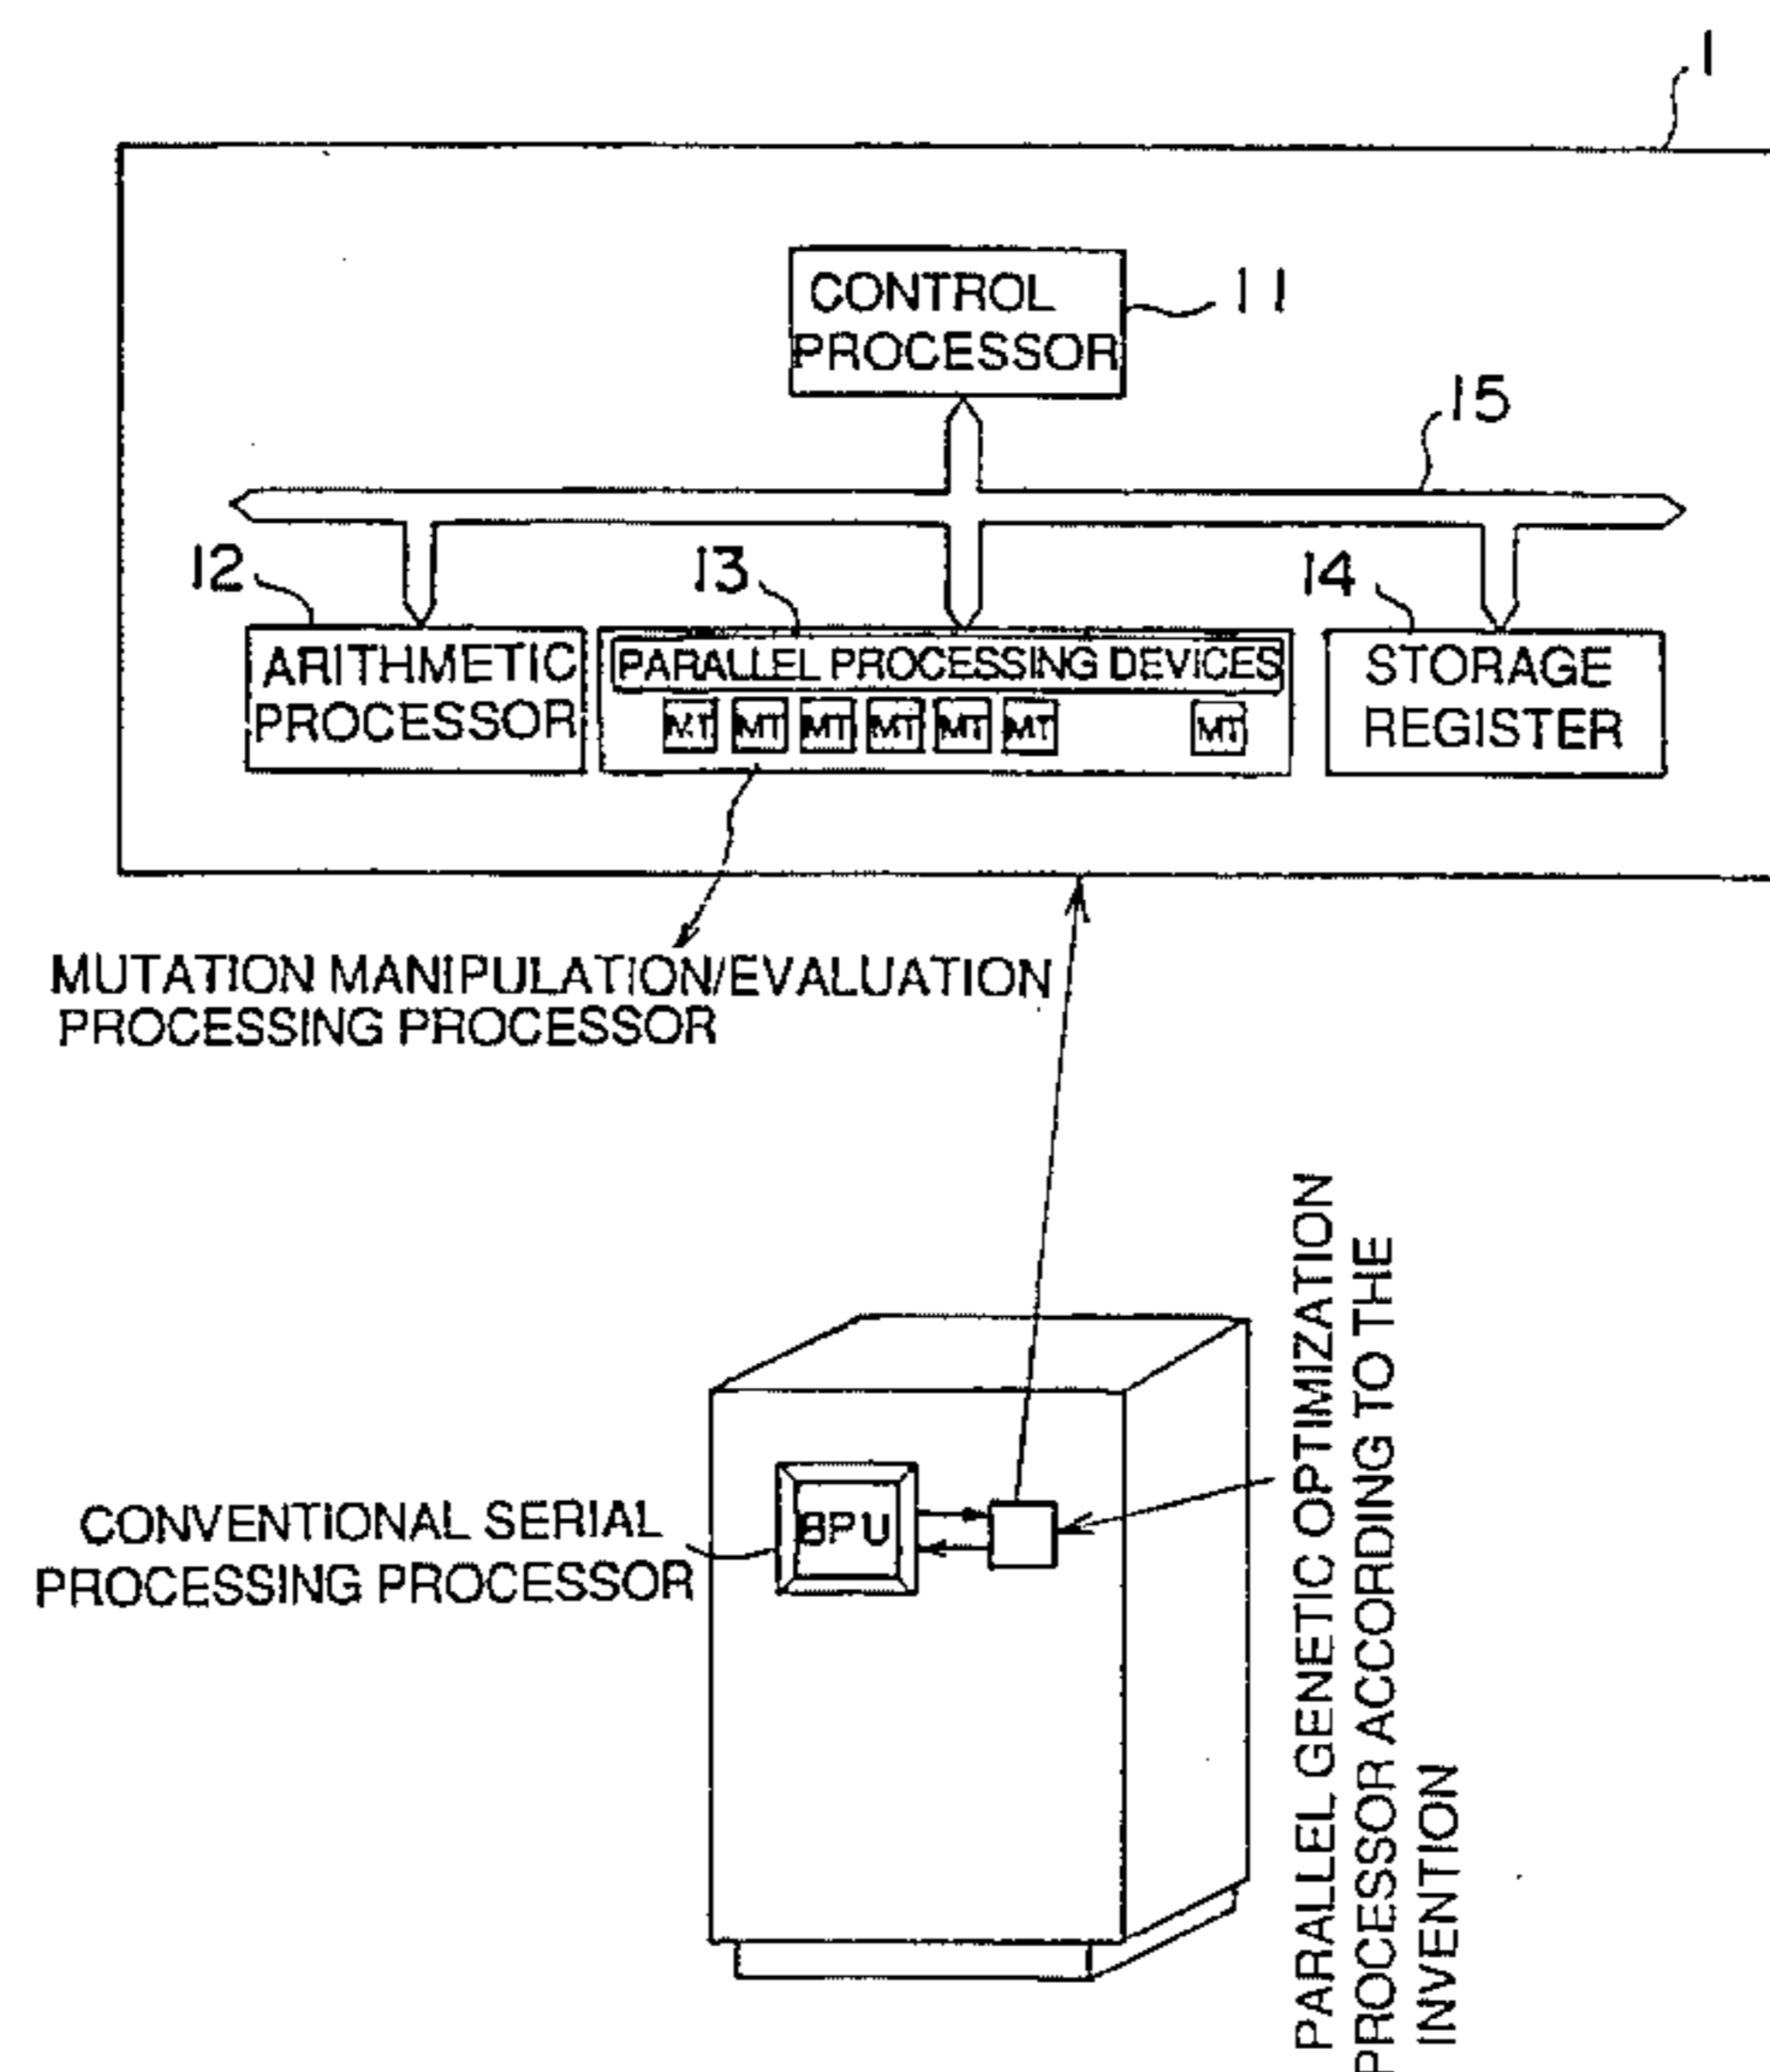 1
CONTROL
PROCESSOR
11
15
12
13
14
ARITHMETIC
PROCESSOR
PARALLEL PROCESSING DEVICES
MT MT MT MT MT MT MT
STORAGE
REGISTER
MUTATION MANIPULATION/EVALUATION
PROCESSING PROCESSOR
CONVENTIONAL SERIAL
PROCESSING PROCESSOR
BPU
PARALLEL GENETIC OPTIMIZATION
PROCESSOR ACCORDING TO THE
INVENTION